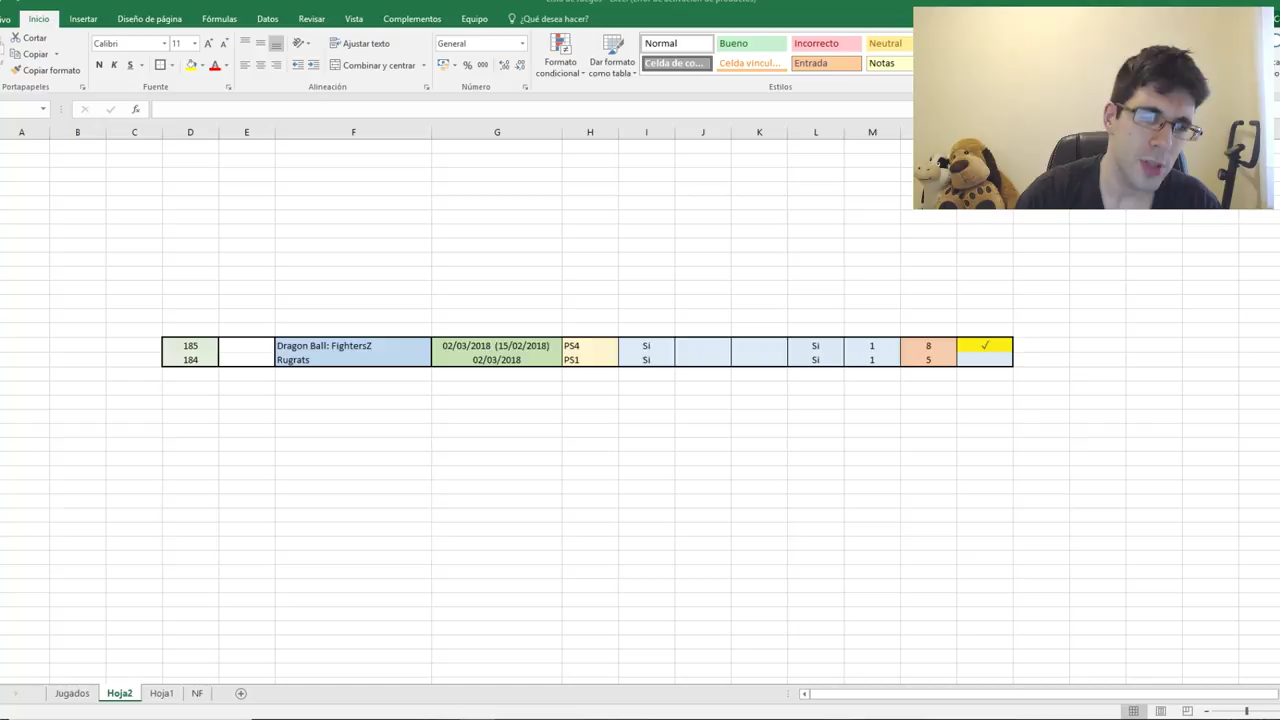 Inicio Insertar Diseño de página Fórmulas Datos Revisar Vista Complementos Equipo ¿Qué desea hacer?
Cortar
Copiar
Copiar formato
Portapapeles
Calibri 11
N K S
Fuente
Ajustar texto
Combinar y centrar
Alineación
General
% 000
Número
Formato condicional
Dar formato como tabla
Normal Bueno Incorrecto Neutral
Celda de co... Celda vincul... Entrada Notas
Estilos
A B C D E F G H I J K L M
185 Dragon Ball: FightersZ 02/03/2018 (15/02/2018) PS4 Si Si 1 8 ✓
184 Rugrats 02/03/2018 PS1 Si Si 1 5
Jugados Hoja2 Hoja1 NF